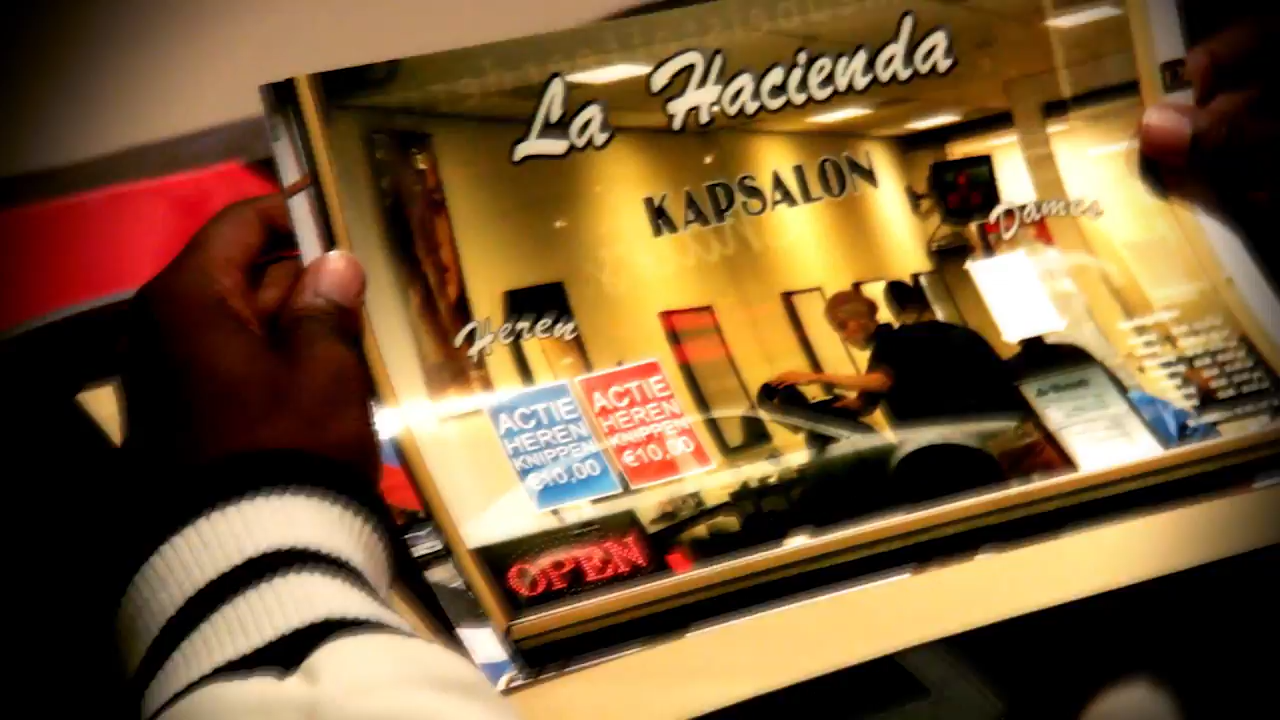 La Hacienda
KAPSALON
Dames
Heren
ACTIE
HEREN
KNIPPEN
€10,00
ACTIE
HEREN
KNIPPEN
€10,00
OPEN